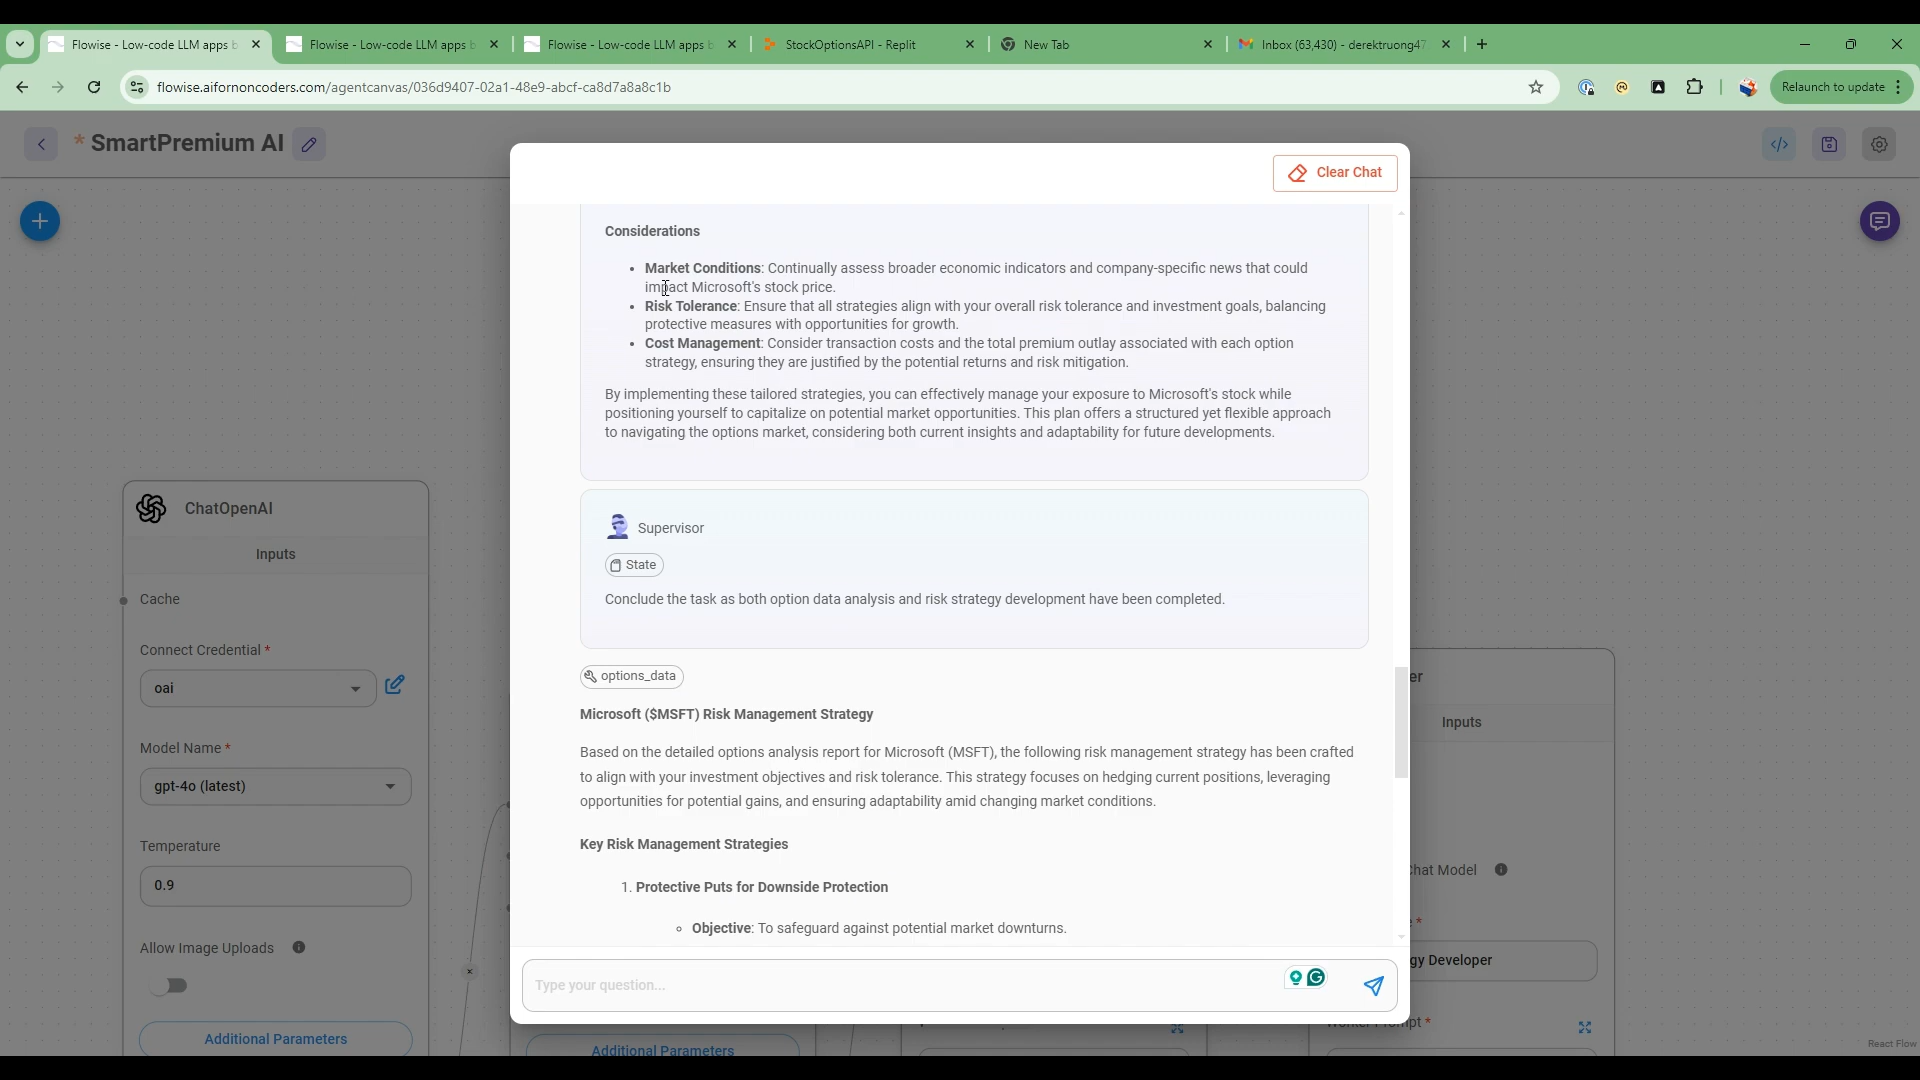 Flowise - Low-code LLM apps b
Flowise - Low-code LLM apps b
Flowise - Low-code LLM apps b
StockOptionsAPI - Replit
New Tab
Inbox (63,430) - derektruong47
flowise.aifornoncoders.com/agentcanvas/036d9407-02a1-48e9-abcf-ca8d7a8a8c1b
Relaunch to update
* SmartPremium AI
Clear Chat
Considerations
• Market Conditions: Continually assess broader economic indicators and company-specific news that could
impact Microsoft's stock price.
• Risk Tolerance: Ensure that all strategies align with your overall risk tolerance and investment goals, balancing
protective measures with opportunities for growth.
• Cost Management: Consider transaction costs and the total premium outlay associated with each option
strategy, ensuring they are justified by the potential returns and risk mitigation.
By implementing these tailored strategies, you can effectively manage your exposure to Microsoft's stock while
positioning yourself to capitalize on potential market opportunities. This plan offers a structured yet flexible approach
to navigating the options market, considering both current insights and adaptability for future developments.
Supervisor
State
Conclude the task as both option data analysis and risk strategy development have been completed.
options_data
Microsoft ($MSFT) Risk Management Strategy
Based on the detailed options analysis report for Microsoft (MSFT), the following risk management strategy has been crafted
to align with your investment objectives and risk tolerance. This strategy focuses on hedging current positions, leveraging
opportunities for potential gains, and ensuring adaptability amid changing market conditions.
Key Risk Management Strategies
1. Protective Puts for Downside Protection
Objective: To safeguard against potential market downturns.
Type your question...
ChatOpenAI
Inputs
Cache
Connect Credential *
oai
Model Name *
gpt-4o (latest)
Temperature
0.9
Allow Image Uploads
Additional Parameters
Additional Parameters
er
Inputs
Chat Model
*
gy Developer
React Flow